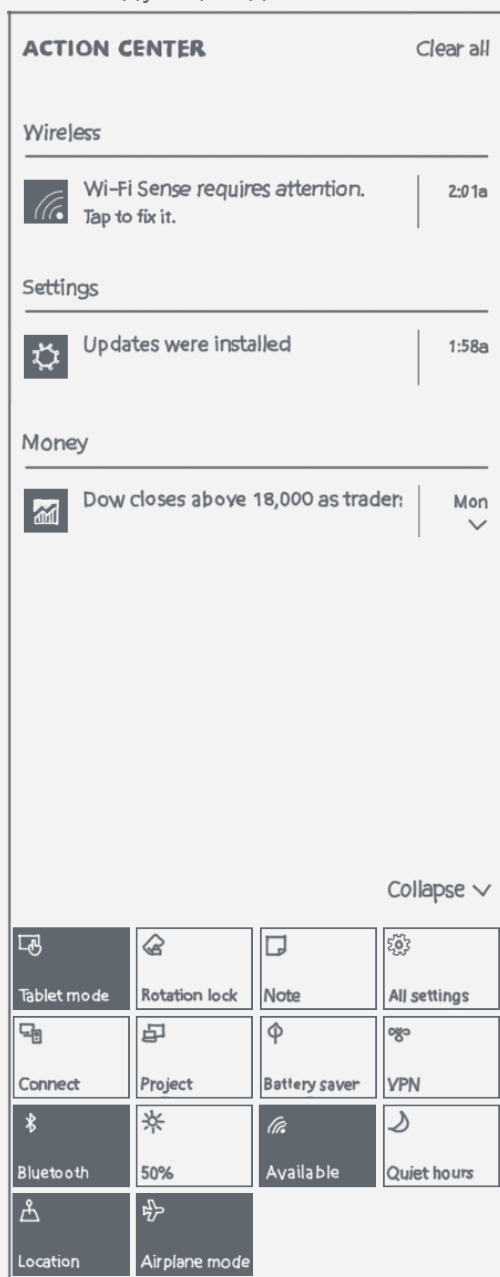 ACTION CENTER Clear all
Wireless
Wi-Fi Sense requires attention. 2:01a
Tap to fix it.
Settings
Updates were installed 1:58a
Money
Dow closes above 18,000 as trader Mon
Collapse
Tablet mode Rotation lock Note All settings
Connect Project Battery saver VPN
Bluetooth 50% Available Quiet hours
Location Airplane mode